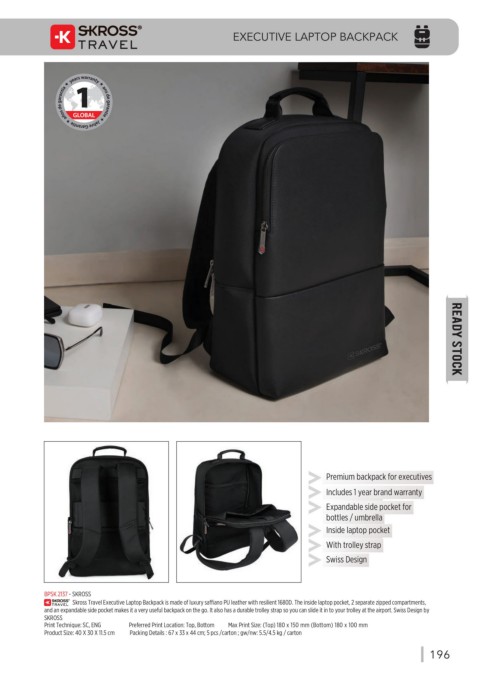 SKROSS®
TRAVEL
EXECUTIVE LAPTOP BACKPACK
1
GLOBAL
READY STOCK
SKROSS
Premium backpack for executives
Includes 1 year brand warranty
Expandable side pocket for
bottles / umbrella
Inside laptop pocket
With trolley strap
Swiss Design
BPSK 2137 - SKROSS
SKROSS® TRAVEL Skross Travel Executive Laptop Backpack is made of luxury saffiano PU leather with resilient 1680D. The inside laptop pocket, 2 separate zipped compartments,
and an expandable side pocket makes it a very useful backpack on the go. It also has a durable trolley strap so you can slide it in to your trolley at the airport. Swiss Design by
SKROSS
Print Technique: SC, ENG Preferred Print Location: Top, Bottom Max Print Size: (Top) 180 x 150 mm (Bottom) 180 x 100 mm
Product Size: 40 X 30 X 11.5 cm Packing Details : 67 x 33 x 44 cm; 5 pcs /carton ; gw/nw: 5.5/4.5 kg / carton
196